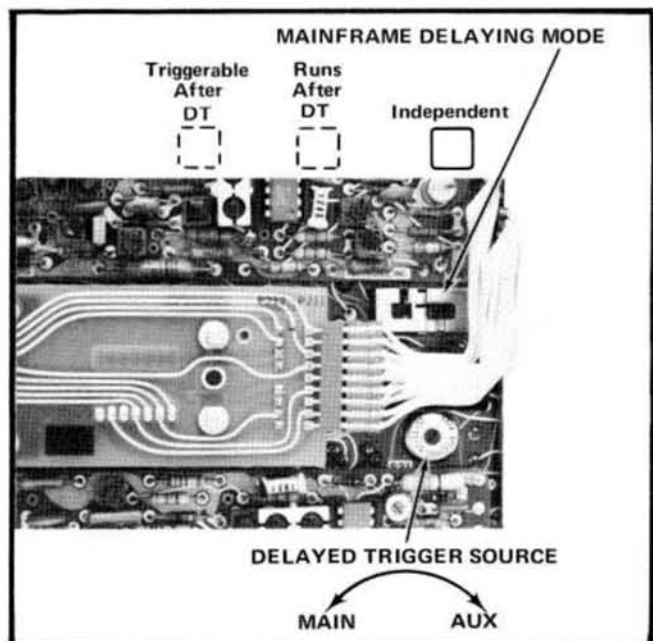 MAINFRAME DELAYING MODE
Triggerable After DT
Runs After DT
Independent
DELAYED TRIGGER SOURCE
MAIN
AUX